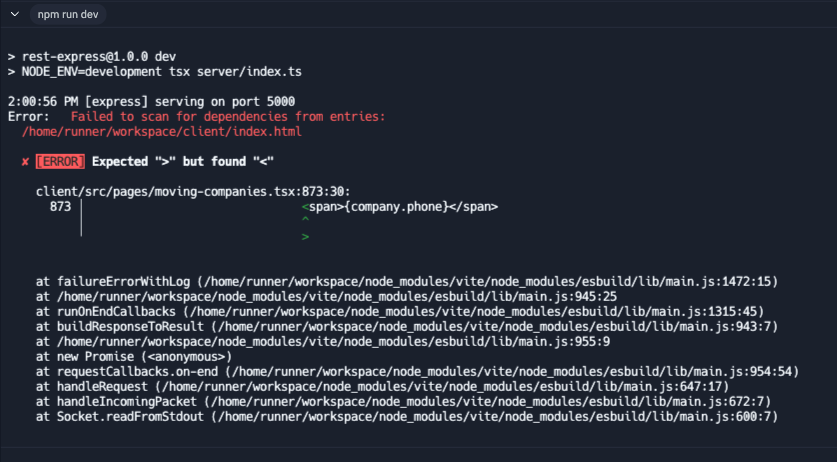 npm run dev
> rest-express@1.0.0 dev
> NODE_ENV=development tsx server/index.ts
2:00:56 PM [express] serving on port 5000
Error:   Failed to scan for dependencies from entries:
  /home/runner/workspace/client/index.html
  ✘ [ERROR] Expected ">" but found "<"
    client/src/pages/moving-companies.tsx:873:30:
      873 │                               <span>{company.phone}</span>
          │                               ^
          ╵                               >
    at failureErrorWithLog (/home/runner/workspace/node_modules/vite/node_modules/esbuild/lib/main.js:1472:15)
    at /home/runner/workspace/node_modules/vite/node_modules/esbuild/lib/main.js:945:25
    at runOnEndCallbacks (/home/runner/workspace/node_modules/vite/node_modules/esbuild/lib/main.js:1315:45)
    at buildResponseToResult (/home/runner/workspace/node_modules/vite/node_modules/esbuild/lib/main.js:943:7)
    at /home/runner/workspace/node_modules/vite/node_modules/esbuild/lib/main.js:955:9
    at new Promise (<anonymous>)
    at requestCallbacks.on-end (/home/runner/workspace/node_modules/vite/node_modules/esbuild/lib/main.js:954:54)
    at handleRequest (/home/runner/workspace/node_modules/vite/node_modules/esbuild/lib/main.js:647:17)
    at handleIncomingPacket (/home/runner/workspace/node_modules/vite/node_modules/esbuild/lib/main.js:672:7)
    at Socket.readFromStdout (/home/runner/workspace/node_modules/vite/node_modules/esbuild/lib/main.js:600:7)